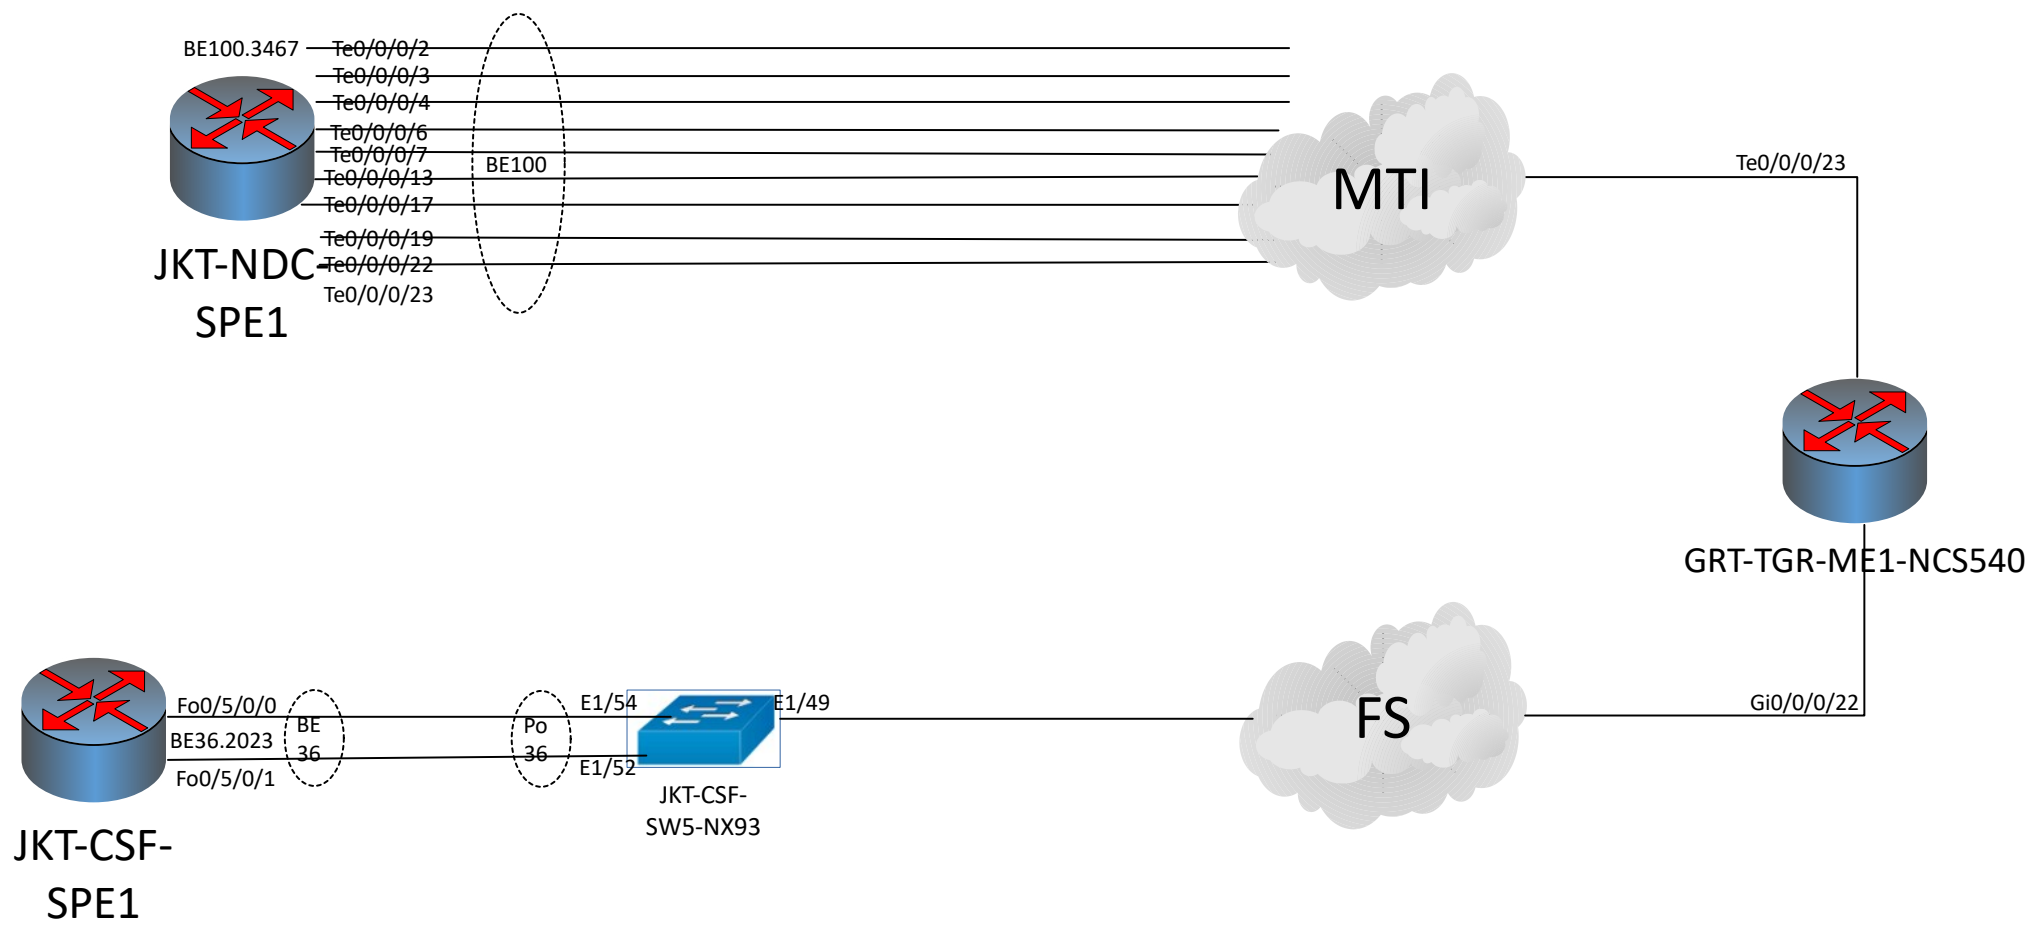 BE100.3467
Te0/0/0/2
Te0/0/0/3
Te0/0/0/4
Te0/0/0/6
Te0/0/0/7
Te0/0/0/13
Te0/0/0/17
Te0/0/0/19
Te0/0/0/22
Te0/0/0/23
BE100
MTI
Te0/0/0/23
JKT-NDC-
SPE1
GRT-TGR-ME1-NCS540
Fo0/5/0/0
BE36.2023
Fo0/5/0/1
BE
36
Po
36
E1/54
E1/52
E1/49
FS
Gi0/0/0/22
JKT-CSF-
SW5-NX93
JKT-CSF-
SPE1